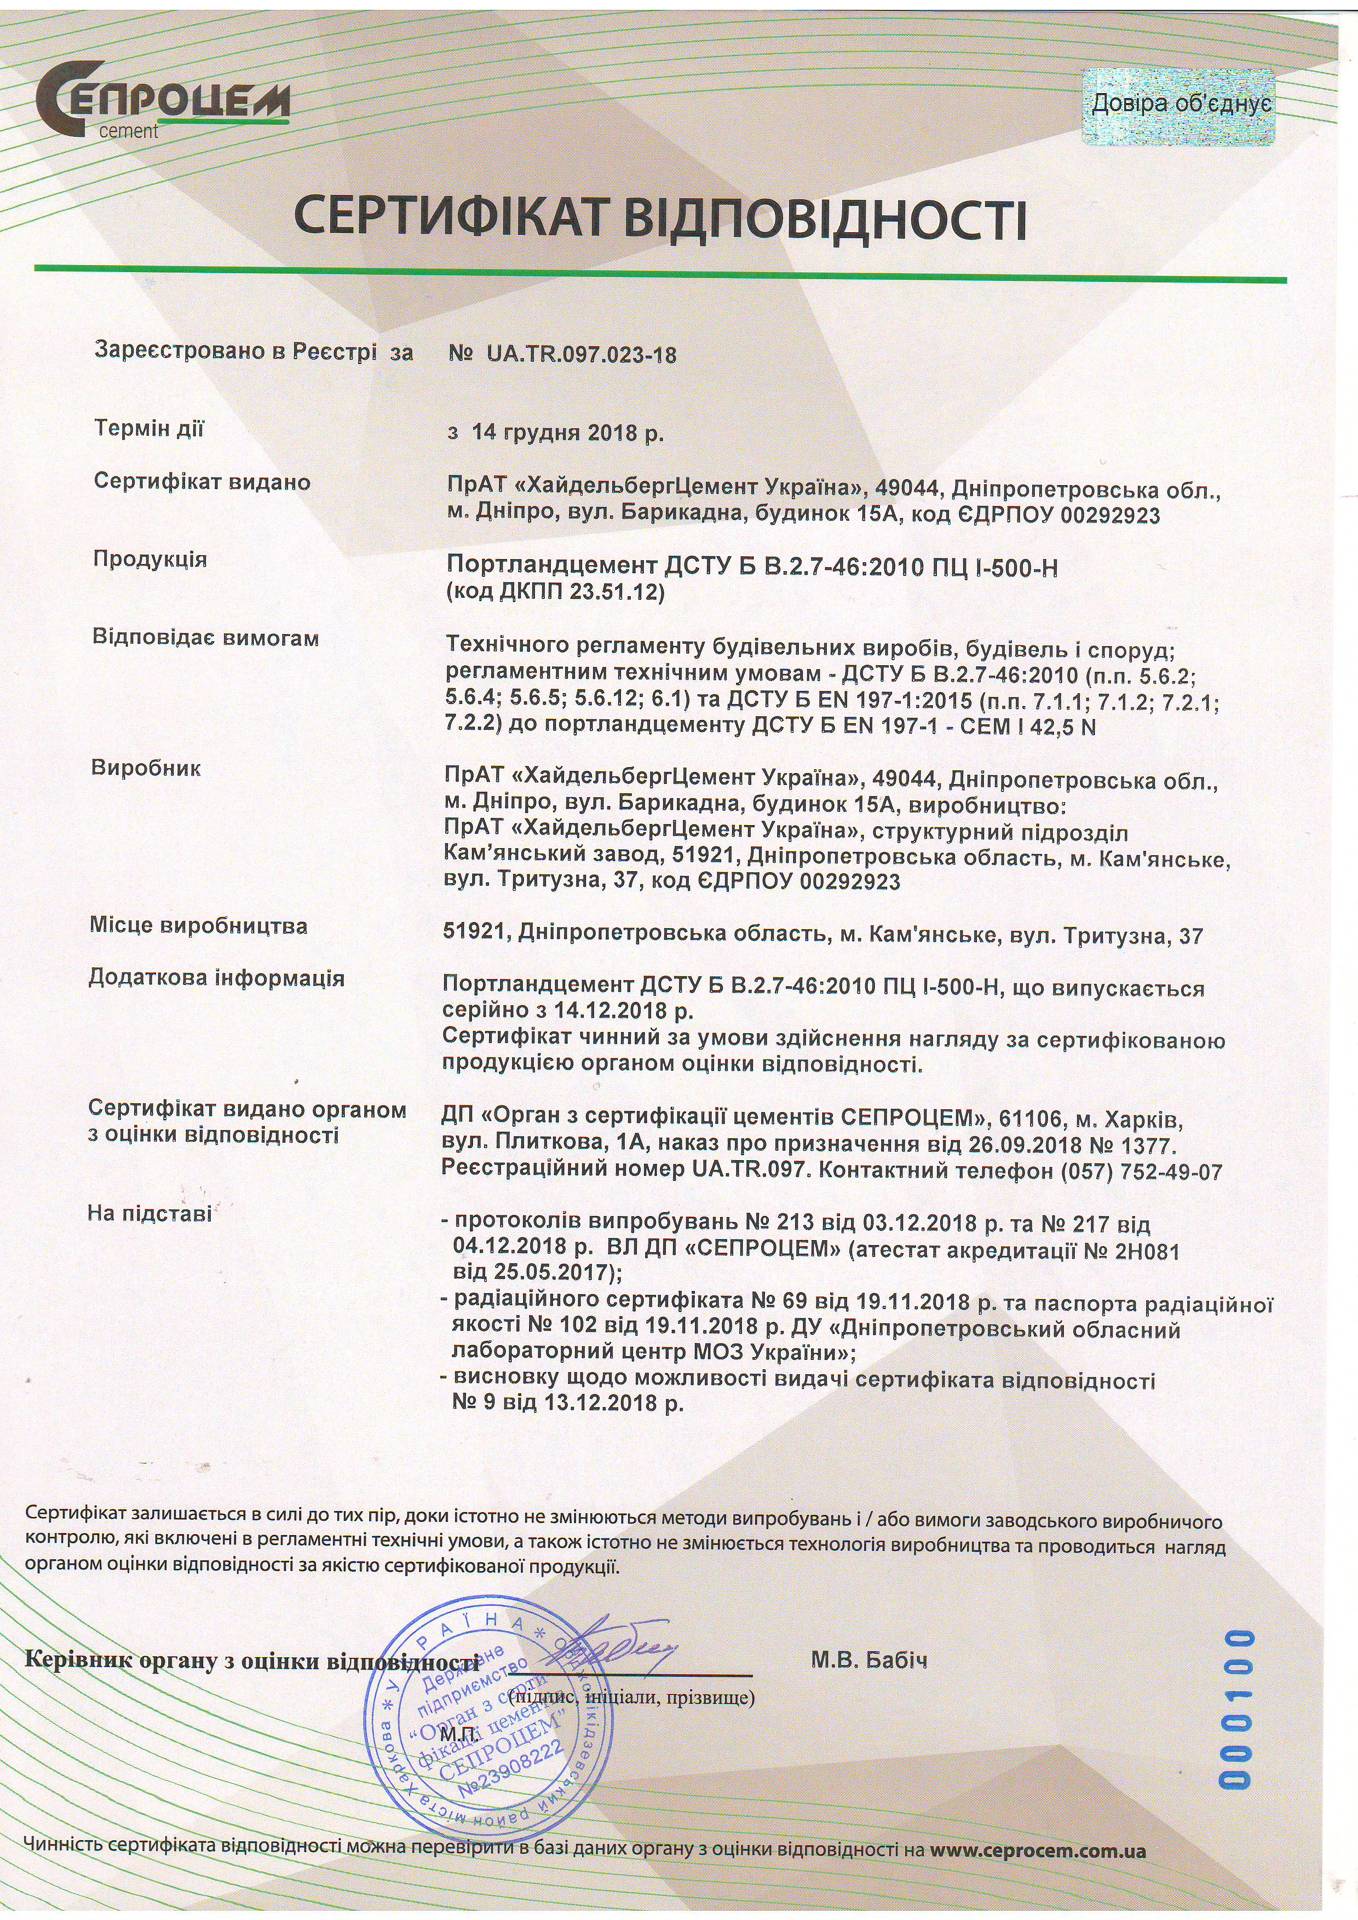 СЕПРОЦЕМ
cement
Довіра об'єднує
СЕРТИФІКАТ ВІДПОВІДНОСТІ
Зареєстровано в Реєстрі за № UA.TR.097.023-18
Термін дії з 14 грудня 2018 р.
Сертифікат видано ПрАТ «ХайдельбергЦемент Україна», 49044, Дніпропетровська обл.,
м. Дніпро, вул. Барикадна, будинок 15А, код ЄДРПОУ 00292923
Продукція Портландцемент ДСТУ Б В.2.7-46:2010 ПЦ І-500-Н
(код ДКПП 23.51.12)
Відповідає вимогам Технічного регламенту будівельних виробів, будівель і споруд;
регламентним технічним умовам - ДСТУ Б В.2.7-46:2010 (п.п. 5.6.2;
5.6.4; 5.6.5; 5.6.12; 6.1) та ДСТУ Б EN 197-1:2015 (п.п. 7.1.1; 7.1.2; 7.2.1;
7.2.2) до портландцементу ДСТУ Б EN 197-1 - CEM I 42,5 N
Виробник ПрАТ «ХайдельбергЦемент Україна», 49044, Дніпропетровська обл.,
м. Дніпро, вул. Барикадна, будинок 15А, виробництво:
ПрАТ «ХайдельбергЦемент Україна», структурний підрозділ
Кам’янський завод, 51921, Дніпропетровська область, м. Кам'янське,
вул. Тритузна, 37, код ЄДРПОУ 00292923
Місце виробництва 51921, Дніпропетровська область, м. Кам'янське, вул. Тритузна, 37
Додаткова інформація Портландцемент ДСТУ Б В.2.7-46:2010 ПЦ І-500-Н, що випускається
серійно з 14.12.2018 р.
Сертифікат чинний за умови здійснення нагляду за сертифікованою
продукцією органом оцінки відповідності.
Сертифікат видано органом ДП «Орган з сертифікації цементів СЕПРОЦЕМ», 61106, м. Харків,
з оцінки відповідності вул. Плиткова, 1А, наказ про призначення від 26.09.2018 № 1377.
Реєстраційний номер UA.TR.097. Контактний телефон (057) 752-49-07
На підставі - протоколів випробувань № 213 від 03.12.2018 р. та № 217 від
04.12.2018 р. ВЛ ДП «СЕПРОЦЕМ» (атестат акредитації № 2Н081
від 25.05.2017);
- радіаційного сертифіката № 69 від 19.11.2018 р. та паспорта радіаційної
якості № 102 від 19.11.2018 р. ДУ «Дніпропетровський обласний
лабораторний центр МОЗ України»;
- висновку щодо можливості видачі сертифіката відповідності
№ 9 від 13.12.2018 р.
Сертифікат залишається в силі до тих пір, доки істотно не змінюються методи випробувань і / або вимоги заводського виробничого
контролю, які включені в регламентні технічні умови, а також істотно не змінюється технологія виробництва та проводиться нагляд
органом оцінки відповідності за якістю сертифікованої продукції.
Керівник органу з оцінки відповідності М.В. Бабіч
(підпис, ініціали, прізвище)
М.П.
* УКРАЇНА * Орджонікідзевський район міста Харкова
Державне
підприємство
“Орган з серти-
фікації цементів
СЕПРОЦЕМ”
№23908222
000100
Чинність сертифіката відповідності можна перевірити в базі даних органу з оцінки відповідності на www.ceprocem.com.ua